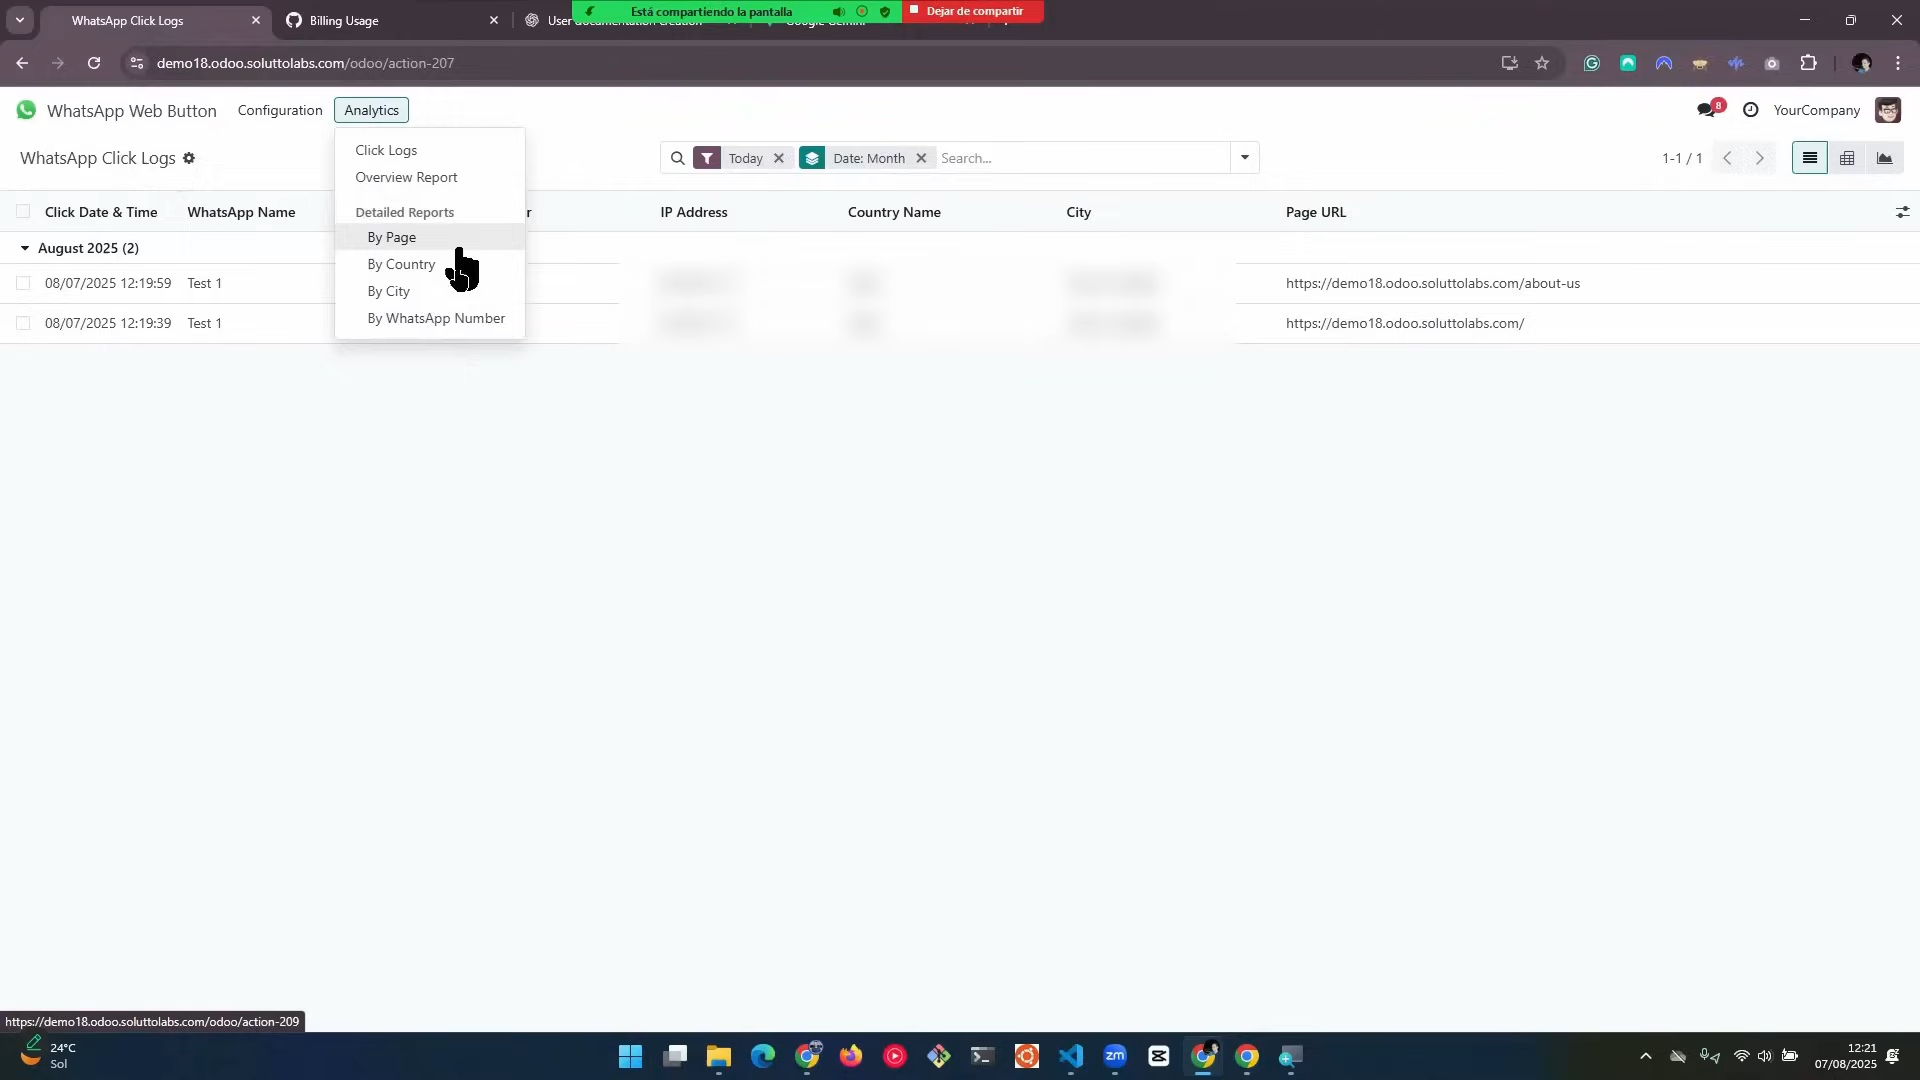 WhatsApp Click Logs
Billing Usage
Está compartiendo la pantalla
Dejar de compartir
demo18.odoo.soluttolabs.com/odoo/action-207
WhatsApp Web Button
Configuration
Analytics
8
YourCompany
WhatsApp Click Logs
Click Logs
Overview Report
Detailed Reports
By Page
By Country
By City
By WhatsApp Number
Today
Date: Month
Search...
1-1 / 1
Click Date & Time
WhatsApp Name
r
IP Address
Country Name
City
Page URL
August 2025 (2)
08/07/2025 12:19:59
Test 1
https://demo18.odoo.soluttolabs.com/about-us
08/07/2025 12:19:39
Test 1
https://demo18.odoo.soluttolabs.com/
https://demo18.odoo.soluttolabs.com/odoo/action-209
24°C
Sol
zm
12:21
07/08/2025